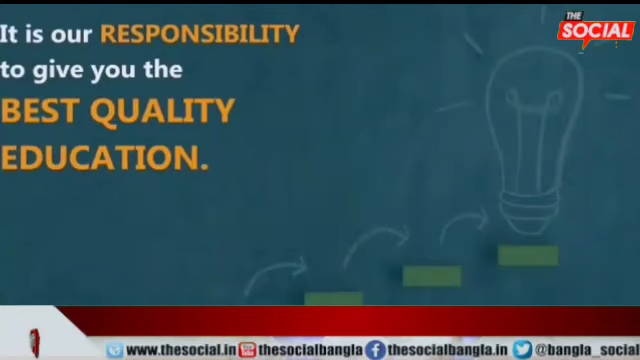 It is our RESPONSIBILITY
to give you the
BEST QUALITY
EDUCATION.
THE
SOCIAL
www.thesocial.in thesocialbangla thesocialbangla.in @bangla_social